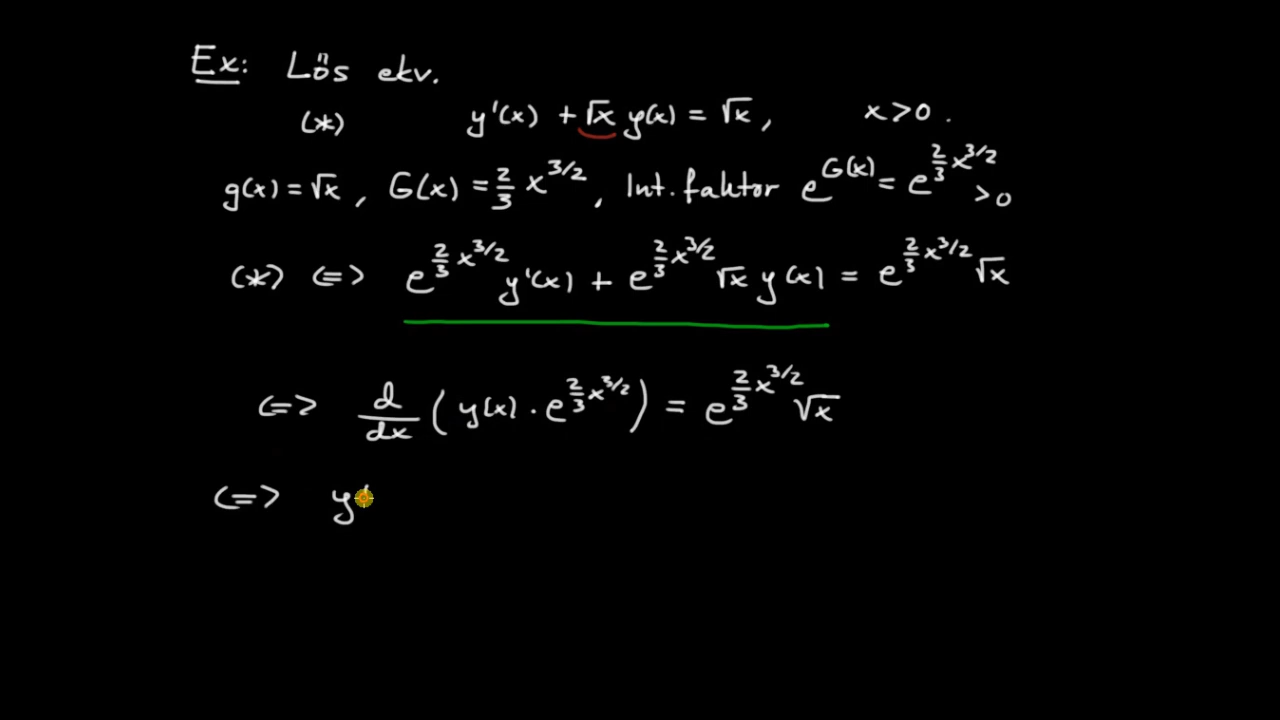 Ex: Lös ekv.
(*) y'(x) + √x y(x) = √x, x>0.
g(x) = √x, G(x) = 2/3 x^3/2, Int. faktor e^G(x) = e^(2/3 x^3/2) >0
(*) <=> e^(2/3 x^3/2) y'(x) + e^(2/3 x^3/2) √x y(x) = e^(2/3 x^3/2) √x
<=> d/dx ( y(x) · e^(2/3 x^3/2) ) = e^(2/3 x^3/2) √x
<=> y